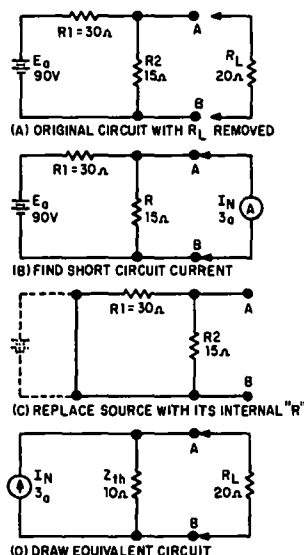 A
R1 = 30Ω
Ea
90V
R2
15Ω
RL
20Ω
B
(A) ORIGINAL CIRCUIT WITH RL REMOVED
A
R1 = 30Ω
Ea
90V
R
15Ω
IN
3a
A
B
(B) FIND SHORT CIRCUIT CURRENT
R1 = 30Ω
A
R2
15Ω
B
(C) REPLACE SOURCE WITH ITS INTERNAL "R"
A
IN
3a
Zth
10Ω
RL
20Ω
B
(D) DRAW EQUIVALENT CIRCUIT